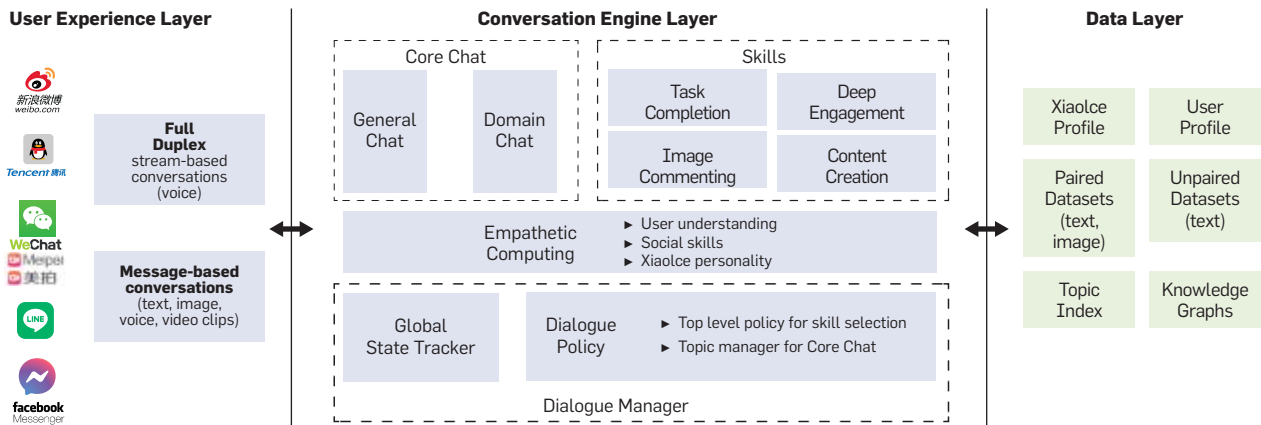 User Experience Layer
新浪微博
weibo.com
Tencent 腾讯
WeChat
Meipai
美拍
LINE
facebook
Messenger
Full
Duplex
stream-based
conversations
(voice)
Message-based
conversations
(text, image,
voice, video clips)
Conversation Engine Layer
Core Chat
General
Chat
Domain
Chat
Skills
Task
Completion
Deep
Engagement
Image
Commenting
Content
Creation
Empathetic
Computing
► User understanding
► Social skills
► Xiaolce personality
Global
State Tracker
Dialogue
Policy
► Top level policy for skill selection
► Topic manager for Core Chat
Dialogue Manager
Data Layer
Xiaolce
Profile
User
Profile
Paired
Datasets
(text,
image)
Unpaired
Datasets
(text)
Topic
Index
Knowledge
Graphs